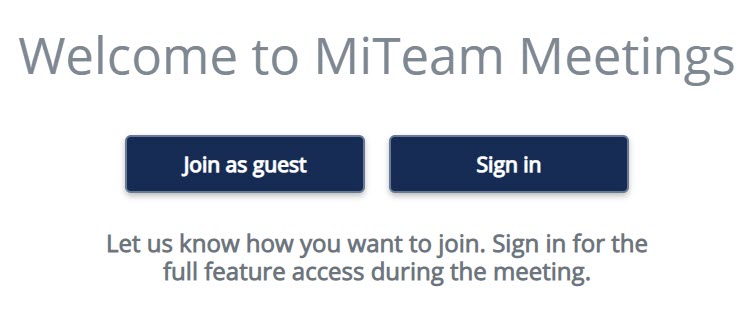 Welcome to MiTeam Meetings
Join as guest
Sign in
Let us know how you want to join. Sign in for the
full feature access during the meeting.